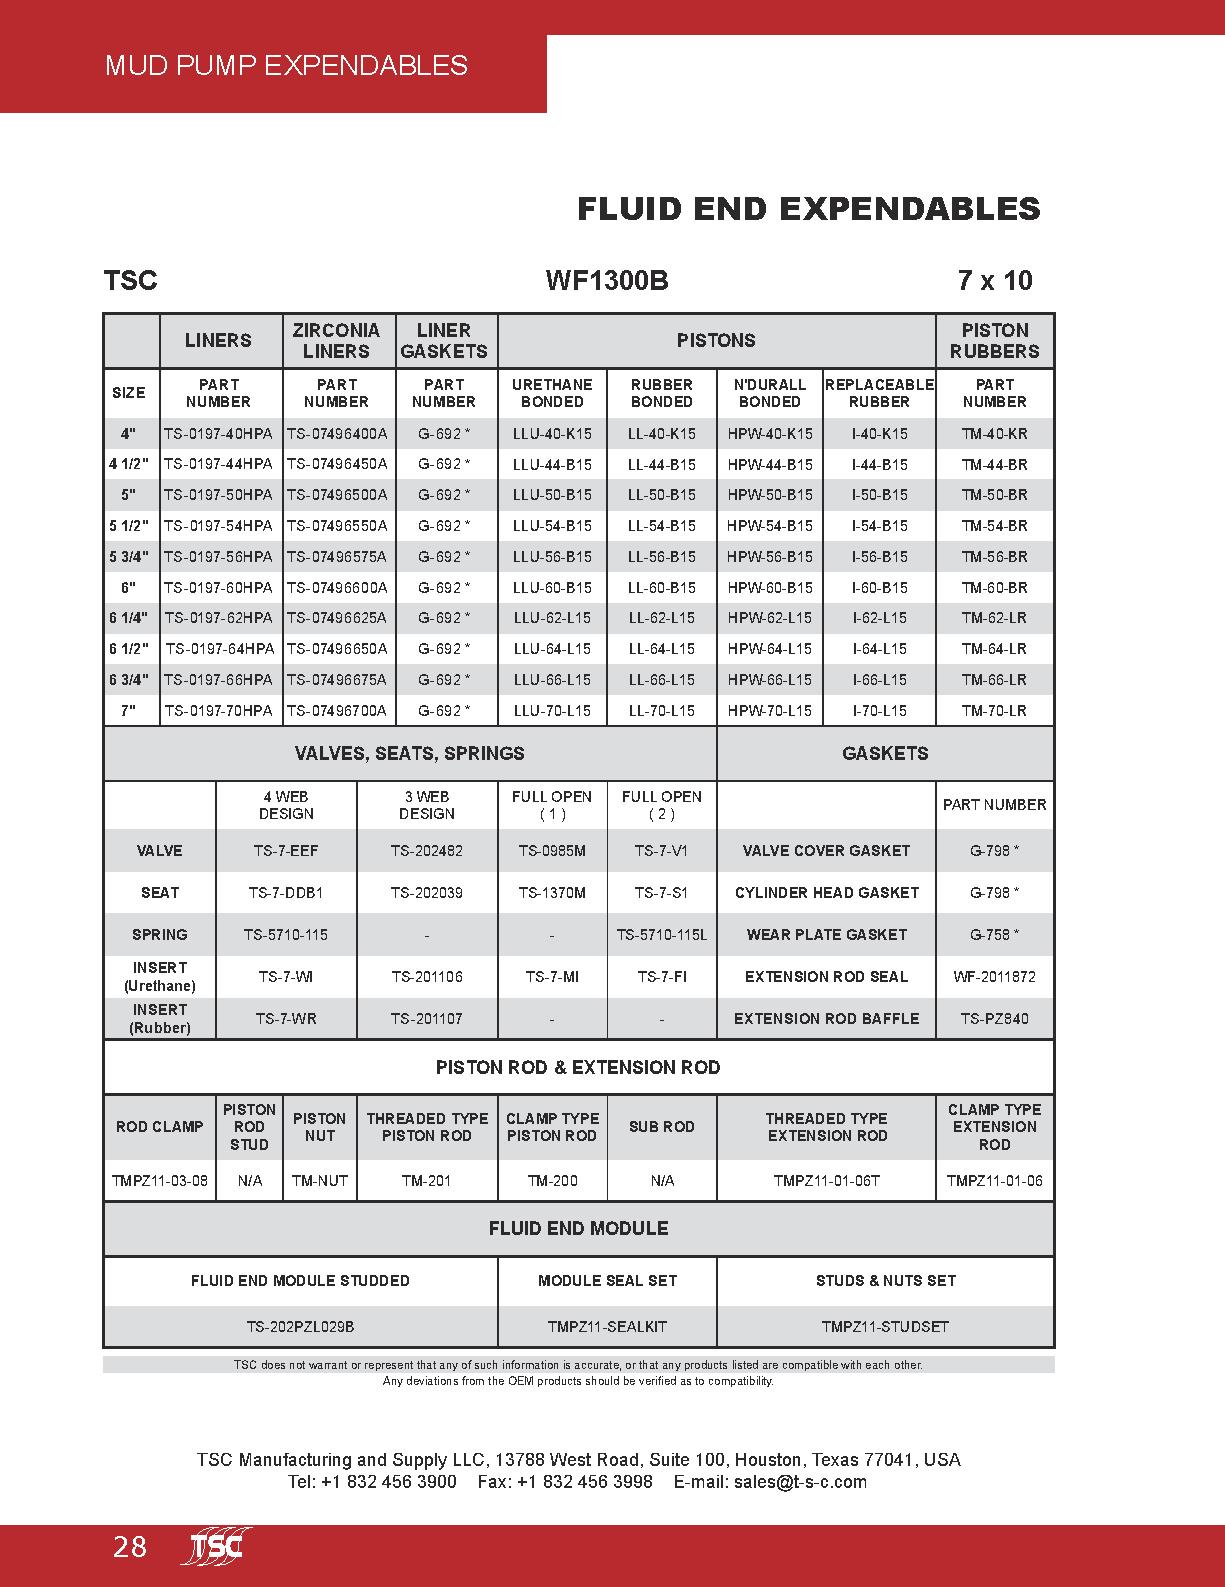 MUD PUMP EXPENDABLES
FLUID END EXPENDABLES
TSC WF1300B 7 x 10
LINERS ZIRCONIA LINERS LINER GASKETS PISTONS PISTON RUBBERS
SIZE PART NUMBER PART NUMBER PART NUMBER URETHANE BONDED RUBBER BONDED N'DURALL BONDED REPLACEABLE RUBBER PART NUMBER
4" TS-0197-40HPA TS-07496400A G-692 * LLU-40-K15 LL-40-K15 HPW-40-K15 I-40-K15 TM-40-KR
4 1/2" TS-0197-44HPA TS-07496450A G-692 * LLU-44-B15 LL-44-B15 HPW-44-B15 I-44-B15 TM-44-BR
5" TS-0197-50HPA TS-07496500A G-692 * LLU-50-B15 LL-50-B15 HPW-50-B15 I-50-B15 TM-50-BR
5 1/2" TS-0197-54HPA TS-07496550A G-692 * LLU-54-B15 LL-54-B15 HPW-54-B15 I-54-B15 TM-54-BR
5 3/4" TS-0197-56HPA TS-07496575A G-692 * LLU-56-B15 LL-56-B15 HPW-56-B15 I-56-B15 TM-56-BR
6" TS-0197-60HPA TS-07496600A G-692 * LLU-60-B15 LL-60-B15 HPW-60-B15 I-60-B15 TM-60-BR
6 1/4" TS-0197-62HPA TS-07496625A G-692 * LLU-62-L15 LL-62-L15 HPW-62-L15 I-62-L15 TM-62-LR
6 1/2" TS-0197-64HPA TS-07496650A G-692 * LLU-64-L15 LL-64-L15 HPW-64-L15 I-64-L15 TM-64-LR
6 3/4" TS-0197-66HPA TS-07496675A G-692 * LLU-66-L15 LL-66-L15 HPW-66-L15 I-66-L15 TM-66-LR
7" TS-0197-70HPA TS-07496700A G-692 * LLU-70-L15 LL-70-L15 HPW-70-L15 I-70-L15 TM-70-LR
VALVES, SEATS, SPRINGS GASKETS
4 WEB DESIGN 3 WEB DESIGN FULL OPEN ( 1 ) FULL OPEN ( 2 ) PART NUMBER
VALVE TS-7-EEF TS-202482 TS-0985M TS-7-V1 VALVE COVER GASKET G-798 *
SEAT TS-7-DDB1 TS-202039 TS-1370M TS-7-S1 CYLINDER HEAD GASKET G-798 *
SPRING TS-5710-115 - - TS-5710-115L WEAR PLATE GASKET G-758 *
INSERT (Urethane) TS-7-WI TS-201106 TS-7-MI TS-7-FI EXTENSION ROD SEAL WF-2011872
INSERT (Rubber) TS-7-WR TS-201107 - - EXTENSION ROD BAFFLE TS-PZ840
PISTON ROD & EXTENSION ROD
ROD CLAMP PISTON ROD STUD PISTON NUT THREADED TYPE PISTON ROD CLAMP TYPE PISTON ROD SUB ROD THREADED TYPE EXTENSION ROD CLAMP TYPE EXTENSION ROD
TMPZ11-03-08 N/A TM-NUT TM-201 TM-200 N/A TMPZ11-01-06T TMPZ11-01-06
FLUID END MODULE
FLUID END MODULE STUDDED MODULE SEAL SET STUDS & NUTS SET
TS-202PZL029B TMPZ11-SEALKIT TMPZ11-STUDSET
TSC does not warrant or represent that any of such information is accurate, or that any products listed are compatible with each other.
Any deviations from the OEM products should be verified as to compatibility.
TSC Manufacturing and Supply LLC, 13788 West Road, Suite 100, Houston, Texas 77041, USA
Tel: +1 832 456 3900 Fax: +1 832 456 3998 E-mail: sales@t-s-c.com
28 TSC